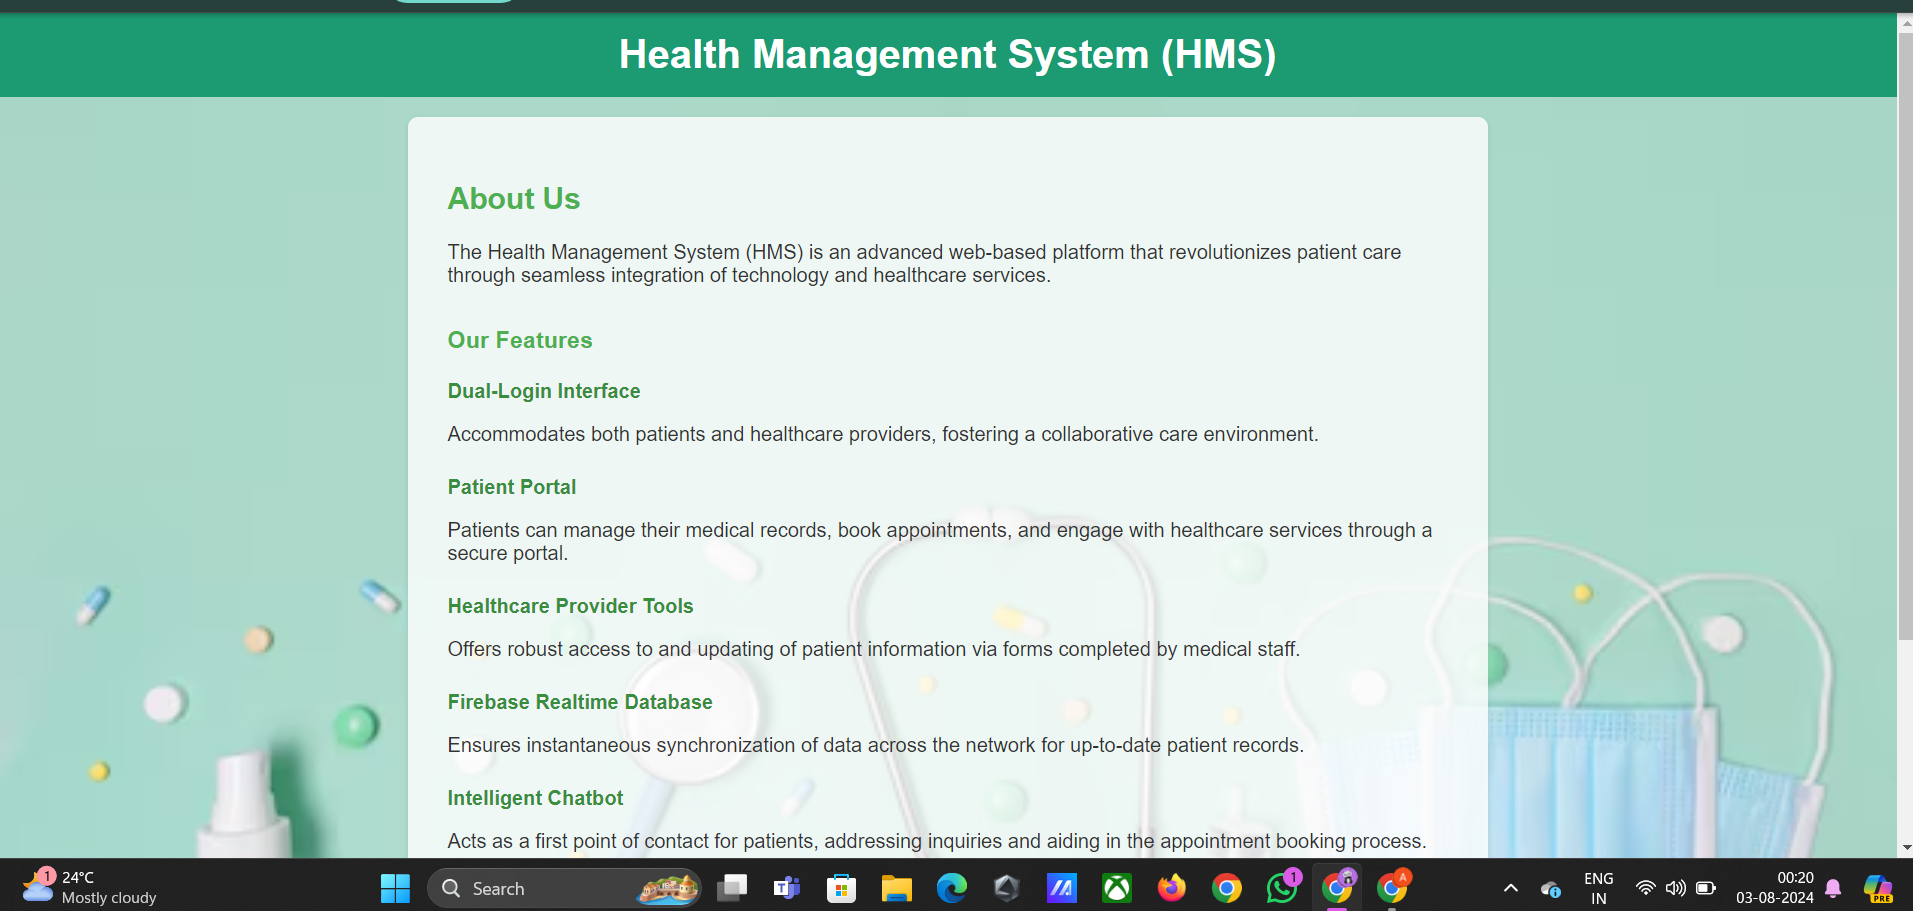 Health Management System (HMS)
About Us
The Health Management System (HMS) is an advanced web-based platform that revolutionizes patient care
through seamless integration of technology and healthcare services.
Our Features
Dual-Login Interface
Accommodates both patients and healthcare providers, fostering a collaborative care environment.
Patient Portal
Patients can manage their medical records, book appointments, and engage with healthcare services through a
secure portal.
Healthcare Provider Tools
Offers robust access to and updating of patient information via forms completed by medical staff.
Firebase Realtime Database
Ensures instantaneous synchronization of data across the network for up-to-date patient records.
Intelligent Chatbot
Acts as a first point of contact for patients, addressing inquiries and aiding in the appointment booking process.
1
24°C
Mostly cloudy
Search
T
1
A
ENG
IN
00:20
03-08-2024
PRE